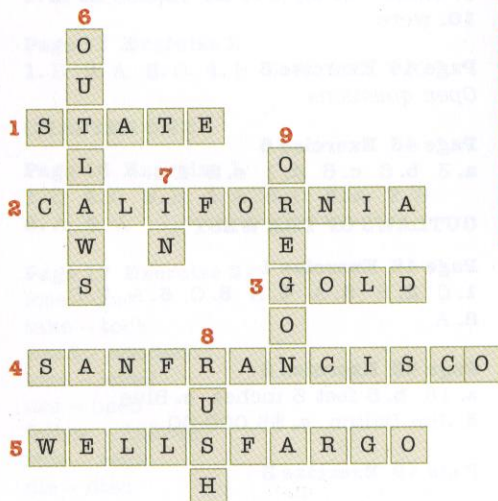 6
O
U
1 S T A T E
9
L O
7
2 C A L I F O R N I A
W N E
S 3 G O L D
O
8
4 S A N F R A N C I S C O
U
5 W E L L S F A R G O
H